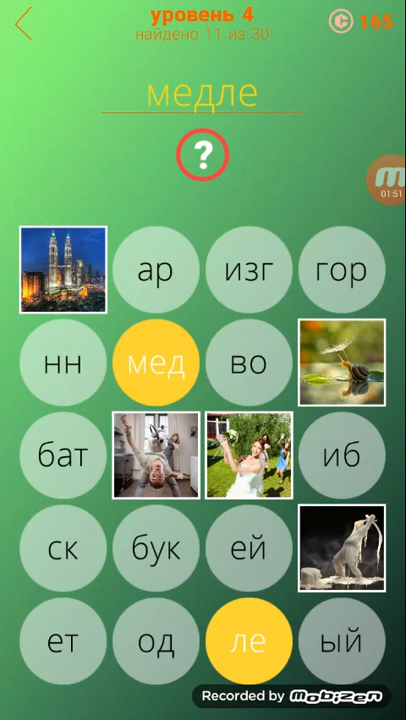 уровень 4
найдено 11 из 30
© 165
медле
?
m
01:51
ар изг гор
нн мед во
бат иб
ск бук ей
ет од ле ый
Recorded by Mobizen